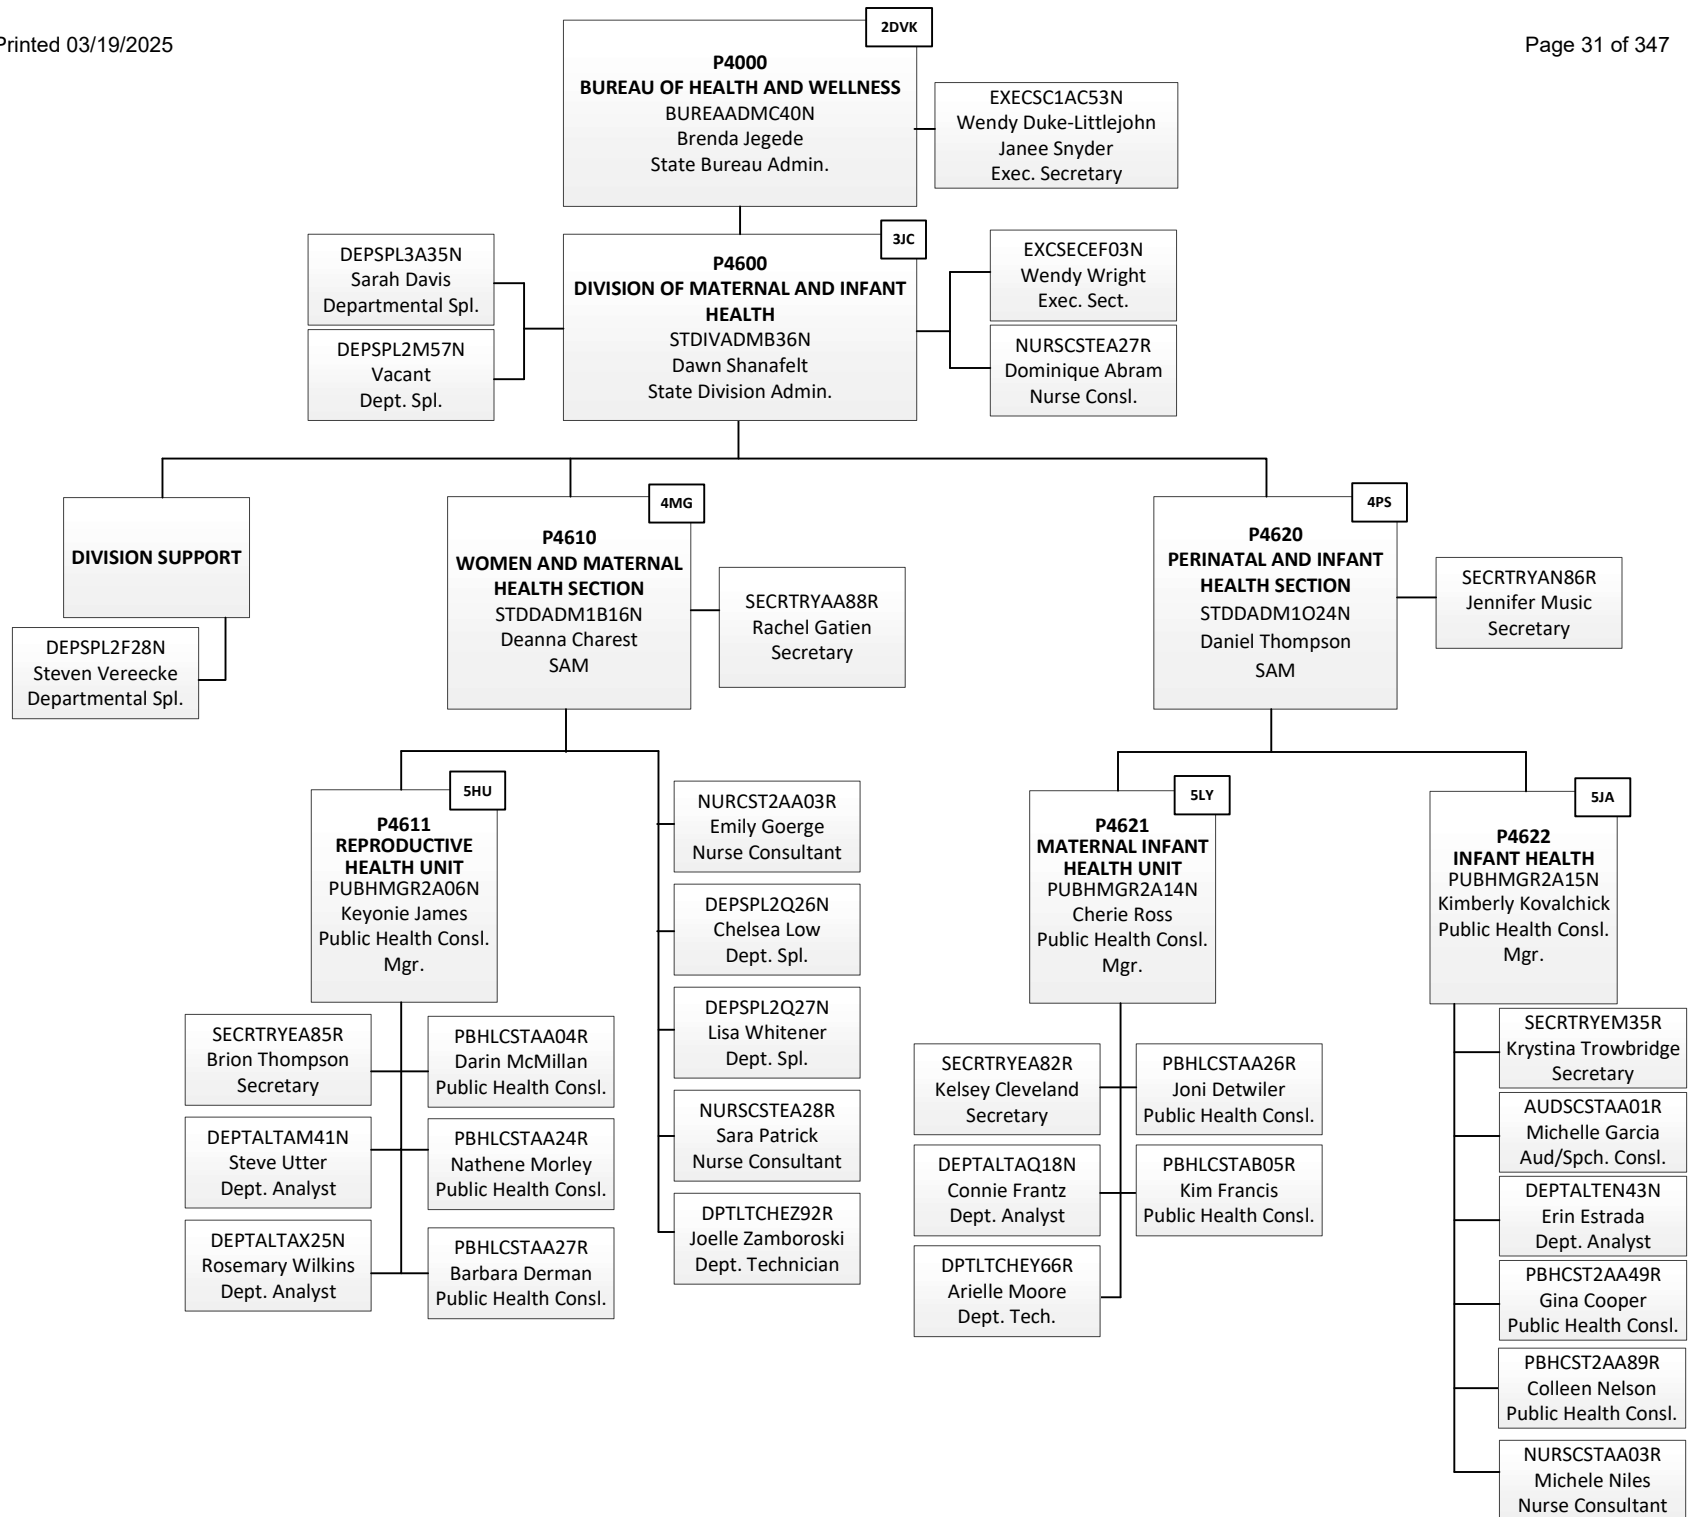 Printed 03/19/2025
Page 31 of 347
2DVK
P4000
BUREAU OF HEALTH AND WELLNESS
BUREAADMC40N
Brenda Jegede
State Bureau Admin.
EXECSC1AC53N
Wendy Duke-Littlejohn
Janee Snyder
Exec. Secretary
DEPSPL3A35N
Sarah Davis
Departmental Spl.
DEPSPL2M57N
Vacant
Dept. Spl.
3JC
P4600
DIVISION OF MATERNAL AND INFANT
HEALTH
STDIVADMB36N
Dawn Shanafelt
State Division Admin.
EXCSECEF03N
Wendy Wright
Exec. Sect.
NURSCSTEA27R
Dominique Abram
Nurse Consl.
DIVISION SUPPORT
DEPSPL2F28N
Steven Vereecke
Departmental Spl.
4MG
P4610
WOMEN AND MATERNAL
HEALTH SECTION
STDDADM1B16N
Deanna Charest
SAM
SECRTRYAA88R
Rachel Gatien
Secretary
4PS
P4620
PERINATAL AND INFANT
HEALTH SECTION
STDDADM1O24N
Daniel Thompson
SAM
SECRTRYAN86R
Jennifer Music
Secretary
5HU
P4611
REPRODUCTIVE
HEALTH UNIT
PUBHMGR2A06N
Keyonie James
Public Health Consl.
Mgr.
SECRTRYEA85R
Brion Thompson
Secretary
PBHLCSTAA04R
Darin McMillan
Public Health Consl.
DEPTALTAM41N
Steve Utter
Dept. Analyst
PBHLCSTAA24R
Nathene Morley
Public Health Consl.
DEPTALTAX25N
Rosemary Wilkins
Dept. Analyst
PBHLCSTAA27R
Barbara Derman
Public Health Consl.
NURCST2AA03R
Emily Goerge
Nurse Consultant
DEPSPL2Q26N
Chelsea Low
Dept. Spl.
DEPSPL2Q27N
Lisa Whitener
Dept. Spl.
NURSCSTEA28R
Sara Patrick
Nurse Consultant
DPTLTCHEZ92R
Joelle Zamboroski
Dept. Technician
5LY
P4621
MATERNAL INFANT
HEALTH UNIT
PUBHMGR2A14N
Cherie Ross
Public Health Consl.
Mgr.
SECRTRYEA82R
Kelsey Cleveland
Secretary
PBHLCSTAA26R
Joni Detwiler
Public Health Consl.
DEPTALTAQ18N
Connie Frantz
Dept. Analyst
PBHLCSTAB05R
Kim Francis
Public Health Consl.
DPTLTCHEY66R
Arielle Moore
Dept. Tech.
5JA
P4622
INFANT HEALTH
PUBHMGR2A15N
Kimberly Kovalchick
Public Health Consl.
Mgr.
SECRTRYEM35R
Krystina Trowbridge
Secretary
AUDSCSTAA01R
Michelle Garcia
Aud/Spch. Consl.
DEPTALTEN43N
Erin Estrada
Dept. Analyst
PBHCST2AA49R
Gina Cooper
Public Health Consl.
PBHCST2AA89R
Colleen Nelson
Public Health Consl.
NURSCSTAA03R
Michele Niles
Nurse Consultant